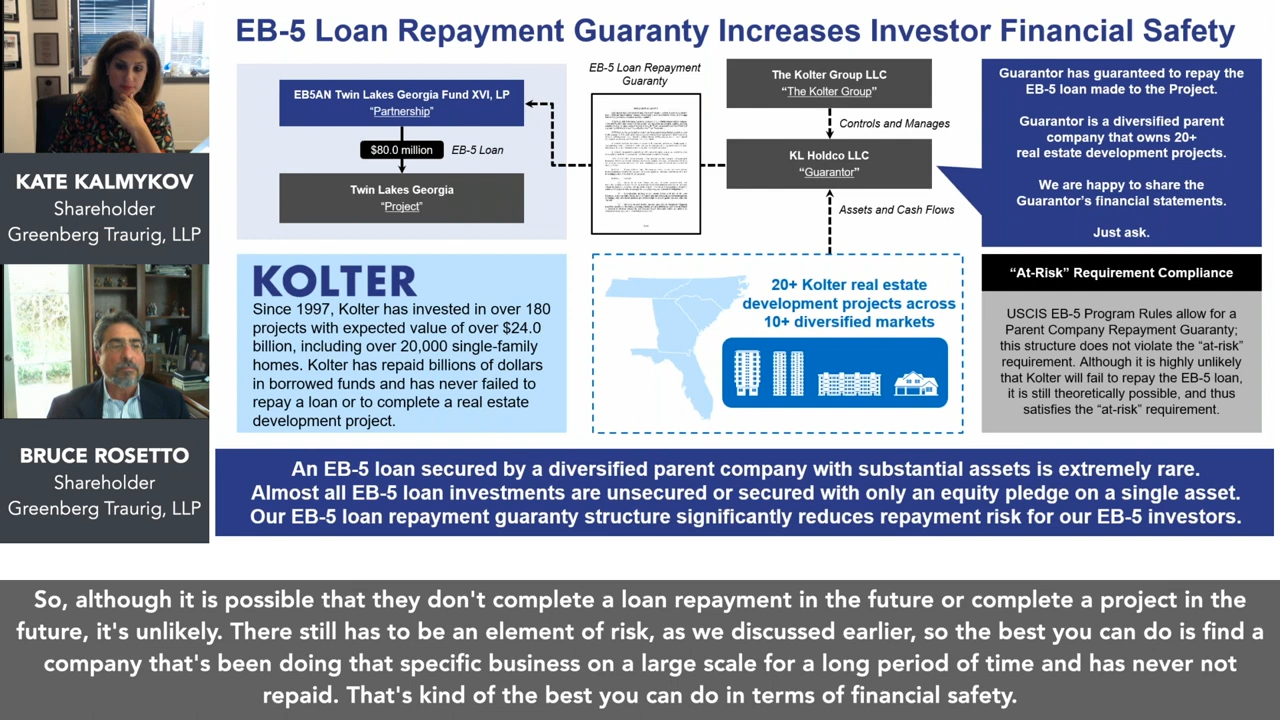 EB-5 Loan Repayment Guaranty Increases Investor Financial Safety
KATE KALMYKOV
Shareholder
Greenberg Traurig, LLP
BRUCE ROSETTO
Shareholder
Greenberg Traurig, LLP
EB5AN Twin Lakes Georgia Fund XVI, LP
“Partnership”
$80.0 million
EB-5 Loan
Twin Lakes Georgia
“Project”
EB-5 Loan Repayment
Guaranty
The Kolter Group LLC
“The Kolter Group”
Controls and Manages
KL Holdco LLC
“Guarantor”
Assets and Cash Flows
Guarantor has guaranteed to repay the
EB-5 loan made to the Project.
Guarantor is a diversified parent
company that owns 20+
real estate development projects.
We are happy to share the
Guarantor’s financial statements.
Just ask.
KOLTER
Since 1997, Kolter has invested in over 180
projects with expected value of over $24.0
billion, including over 20,000 single-family
homes. Kolter has repaid billions of dollars
in borrowed funds and has never failed to
repay a loan or to complete a real estate
development project.
20+ Kolter real estate
development projects across
10+ diversified markets
“At-Risk” Requirement Compliance
USCIS EB-5 Program Rules allow for a
Parent Company Repayment Guaranty;
this structure does not violate the “at-risk”
requirement. Although it is highly unlikely
that Kolter will fail to repay the EB-5 loan,
it is still theoretically possible, and thus
satisfies the “at-risk” requirement.
An EB-5 loan secured by a diversified parent company with substantial assets is extremely rare.
Almost all EB-5 loan investments are unsecured or secured with only an equity pledge on a single asset.
Our EB-5 loan repayment guaranty structure significantly reduces repayment risk for our EB-5 investors.
So, although it is possible that they don't complete a loan repayment in the future or complete a project in the
future, it's unlikely. There still has to be an element of risk, as we discussed earlier, so the best you can do is find a
company that's been doing that specific business on a large scale for a long period of time and has never not
repaid. That's kind of the best you can do in terms of financial safety.